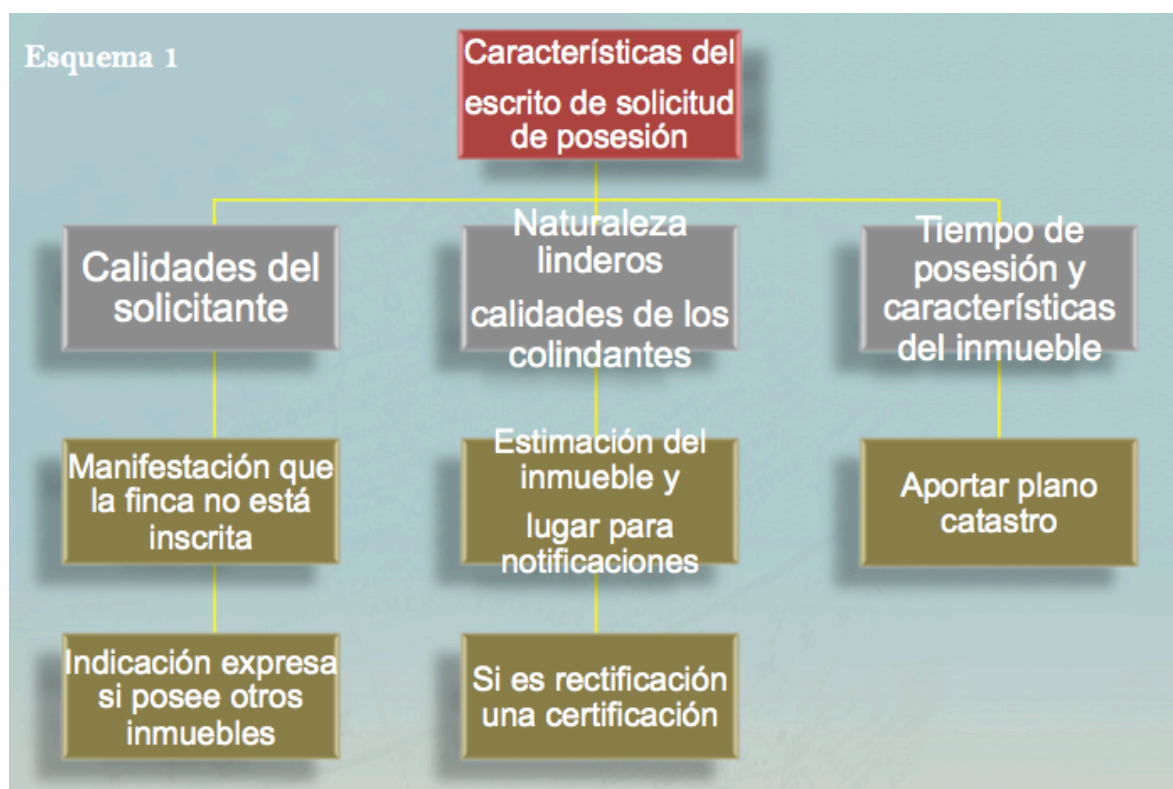 Esquema 1
Características del
escrito de solicitud
de posesión
Calidades del
solicitante
Naturaleza
linderos
calidades de los
colindantes
Tiempo de
posesión y
características
del inmueble
Manifestación que
la finca no está
inscrita
Estimación del
inmueble y
lugar para
notificaciones
Aportar plano
catastro
Indicación expresa
si posee otros
inmuebles
Si es rectificación
una certificación